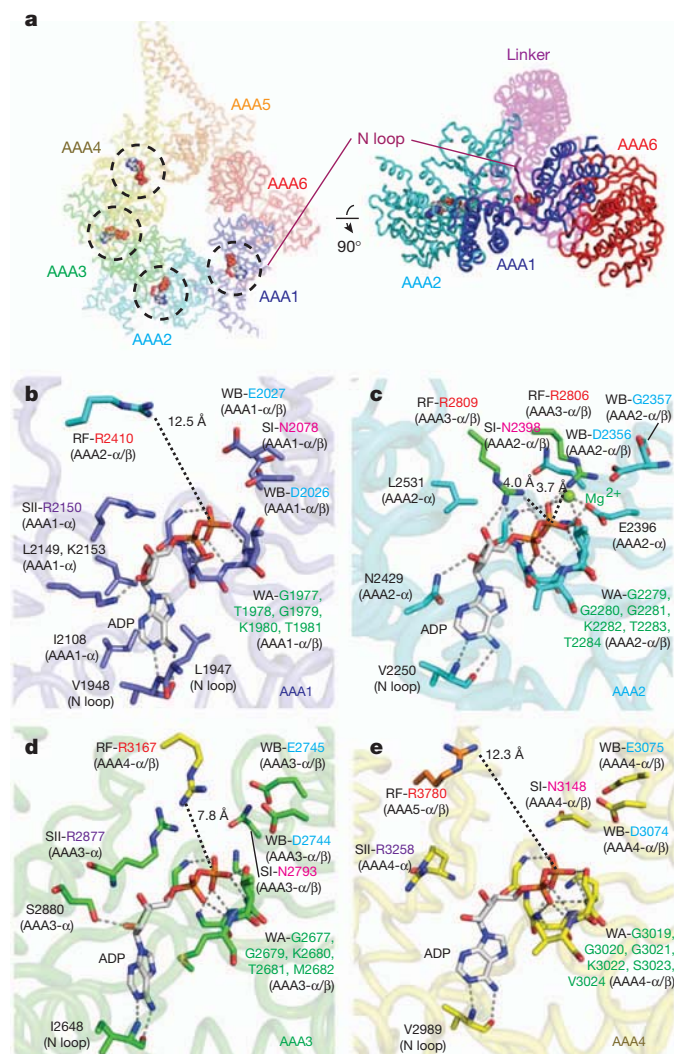 a
Linker
AAA5
AAA4
N loop
AAA6
AAA6
90°
AAA3
AAA1
AAA1
AAA2
AAA2
b
WB-E2027
(AAA1-α/β)
12.5 Å
SI-N2078
(AAA1-α/β)
RF-R2410
(AAA2-α/β)
WB-D2026
(AAA1-α/β)
SII-R2150
(AAA1-α)
L2149, K2153
(AAA1-α)
WA-G1977,
T1978, G1979,
K1980, T1981
(AAA1-α/β)
ADP
I2108
(AAA1-α)
L1947
(N loop)
V1948
(N loop)
AAA1
c
RF-R2809
(AAA3-α/β)
RF-R2806
(AAA3-α/β)
WB-G2357
(AAA2-α/β)
SI-N2398
(AAA2-α/β)
WB-D2356
(AAA2-α/β)
L2531
(AAA2-α)
4.0 Å
3.7 Å
Mg2+
E2396
(AAA2-α)
N2429
(AAA2-α)
WA-G2279,
G2280, G2281,
K2282, T2283,
T2284
(AAA2-α/β)
ADP
V2250
(N loop)
AAA2
d
RF-R3167
(AAA4-α/β)
WB-E2745
(AAA3-α/β)
7.8 Å
SII-R2877
(AAA3-α)
WB-D2744
(AAA3-α/β)
SI-N2793
(AAA3-α/β)
S2880
(AAA3-α)
WA-G2677,
G2679, K2680,
T2681, M2682
(AAA3-α/β)
ADP
I2648
(N loop)
AAA3
e
12.3 Å
WB-E3075
(AAA4-α/β)
RF-R3780
(AAA5-α/β)
SI-N3148
(AAA4-α/β)
WB-D3074
(AAA4-α/β)
SII-R3258
(AAA4-α)
WA-G3019,
G3020, G3021,
K3022, S3023,
V3024 (AAA4-α/β)
ADP
V2989
(N loop)
AAA4